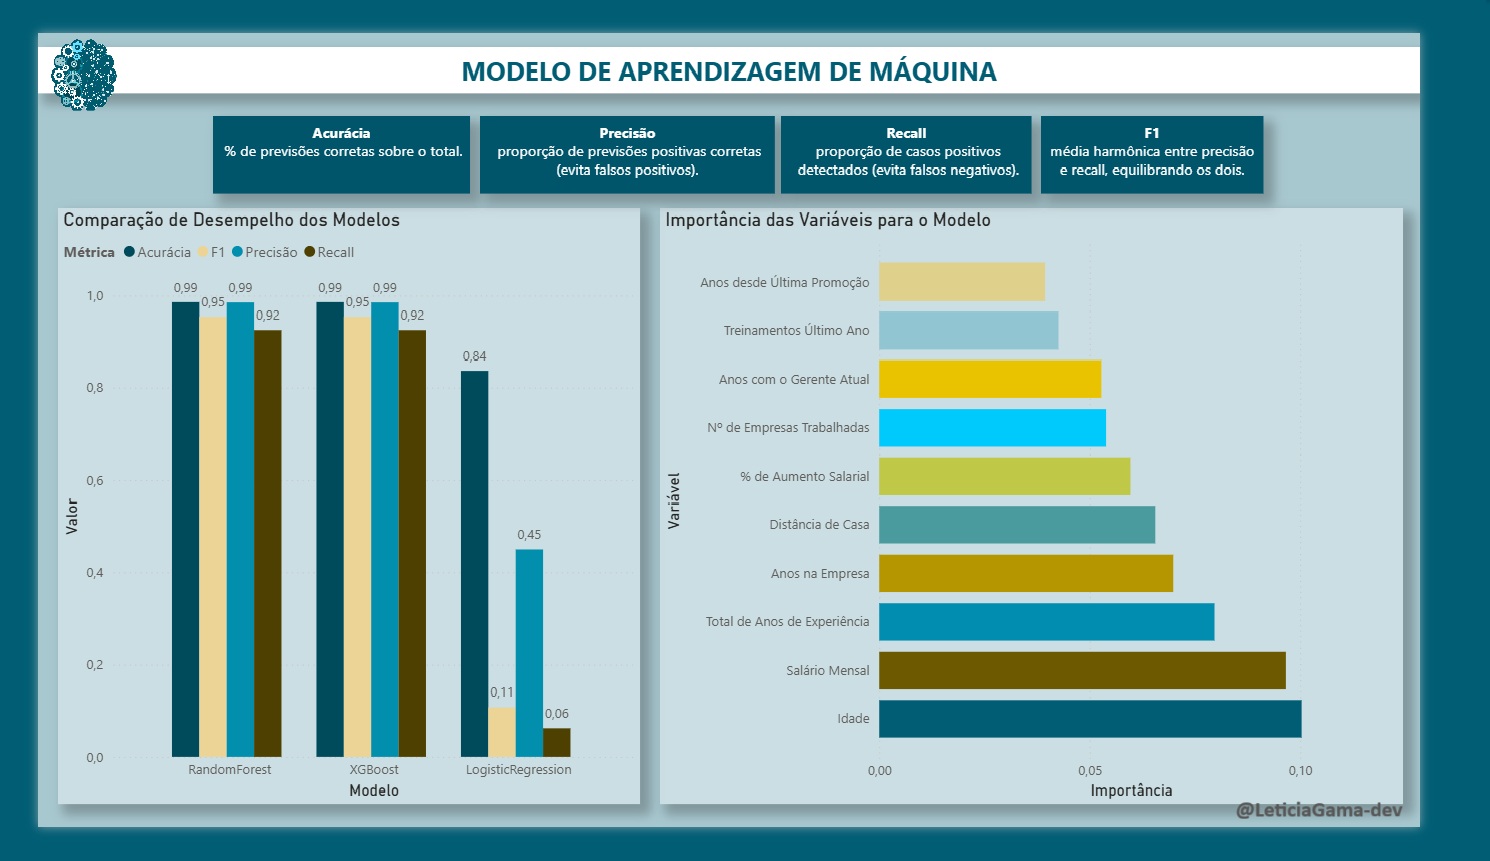 MODELO DE APRENDIZAGEM DE MÁQUINA
Acurácia
% de previsões corretas sobre o total.
Precisão
proporção de previsões positivas corretas
(evita falsos positivos).
Recall
proporção de casos positivos
detectados (evita falsos negativos).
F1
média harmônica entre precisão
e recall, equilibrando os dois.
Comparação de Desempelho dos Modelos
Métrica Acurácia F1 Precisão Recall
Valor
1,0
0,8
0,6
0,4
0,2
0,0
0,99
0,95
0,99
0,92
0,99
0,95
0,99
0,92
0,84
0,11
0,45
0,06
RandomForest
XGBoost
LogisticRegression
Modelo
Importância das Variáveis para o Modelo
Variável
Anos desde Última Promoção
Treinamentos Último Ano
Anos com o Gerente Atual
Nº de Empresas Trabalhadas
% de Aumento Salarial
Distância de Casa
Anos na Empresa
Total de Anos de Experiência
Salário Mensal
Idade
0,00
0,05
0,10
Importância
@LeticiaGama-dev